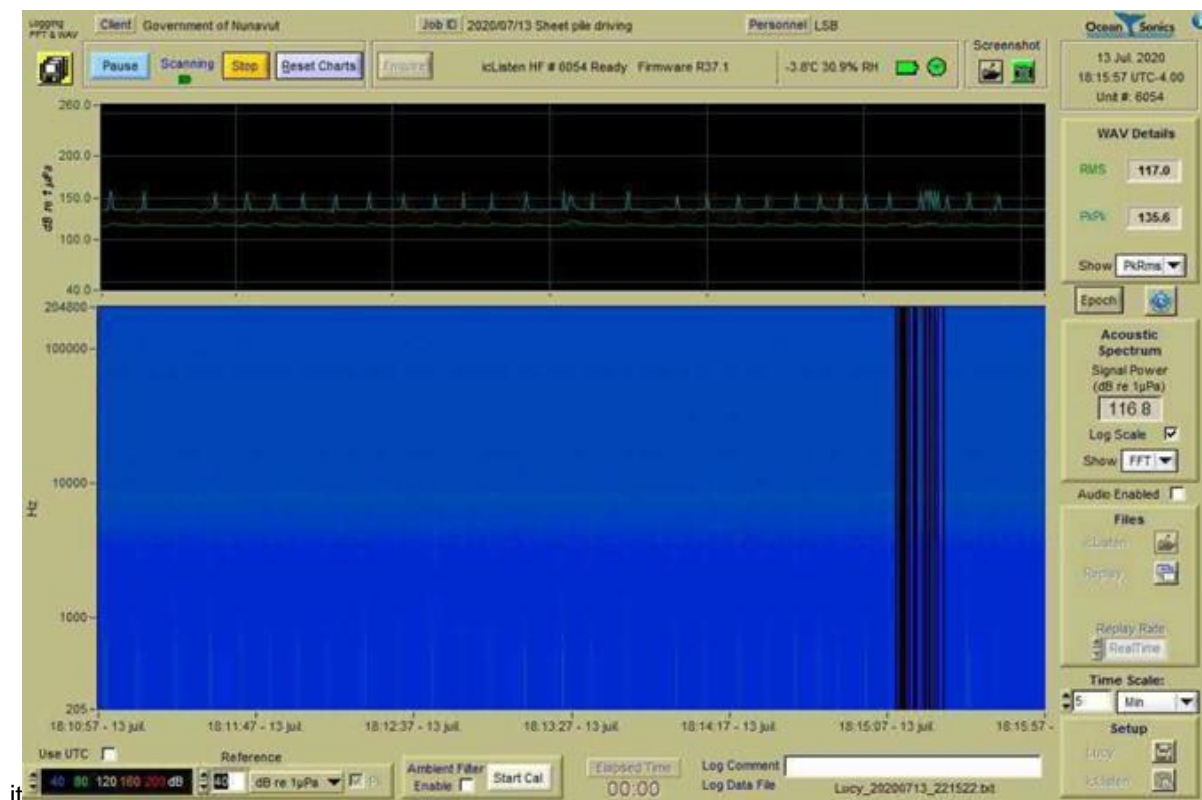 Logging FFT & WAV
Client Government of Nunavut Job ID 2020/07/13 Sheet pile driving Personnel LSB
Ocean Sonics
Pause Scanning Stop Reset Charts icListen HF # 6054 Ready Firmware R37.1 -3.8°C 30.9% RH Screenshot
13 Jul. 2020
18:15:57 UTC-4.00
Unit #: 6054
260.0
200.0
150.0
100.0
40.0
dB re 1 µPa
WAV Details
RMS 117.0
PkPk 135.6
Show PkRms
Epoch
204800
100000
10000
1000
205
Hz
Acoustic
Spectrum
Signal Power
(dB re 1µPa)
116.8
Log Scale
Show FFT
Audio Enabled
Files
icListen
Replay
Replay Rate
RealTime
Time Scale:
5 Min
18:10:57 - 13 juil. 18:11:47 - 13 juil. 18:12:37 - 13 juil. 18:13:27 - 13 juil. 18:14:17 - 13 juil. 18:15:07 - 13 juil. 18:15:57 -
Setup
Lucy
icListen
Use UTC
Reference
40 80 120 160 200 dB 40 dB re 1µPa
Ambient Filter
Enable Start Cal
Elapsed Time
00:00
Log Comment
Log Data File Lucy_20200713_221522.txt
if